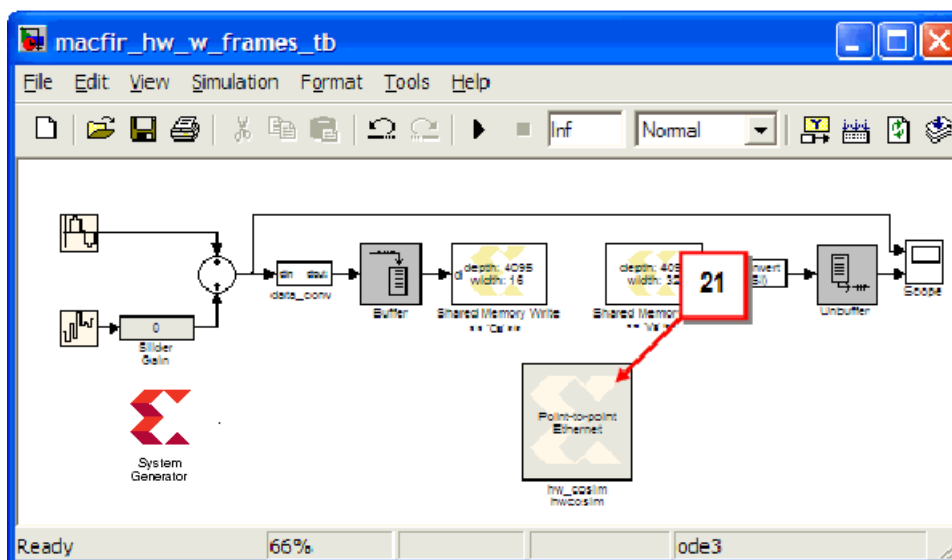 macfir_hw_w_frames_tb
File Edit View Simulation Format Tools Help
Inf Normal
depth: 4095
width: 16
di
Shared Memory Write
data_conv
Buffer
depth: 409
width: 32
Shared Memory
21
Unbuffer
Scope
0
Slider
Gain
Point-to-point
Ethernet
hw_cosim
hwcosim
System
Generator
Ready 66% ode3